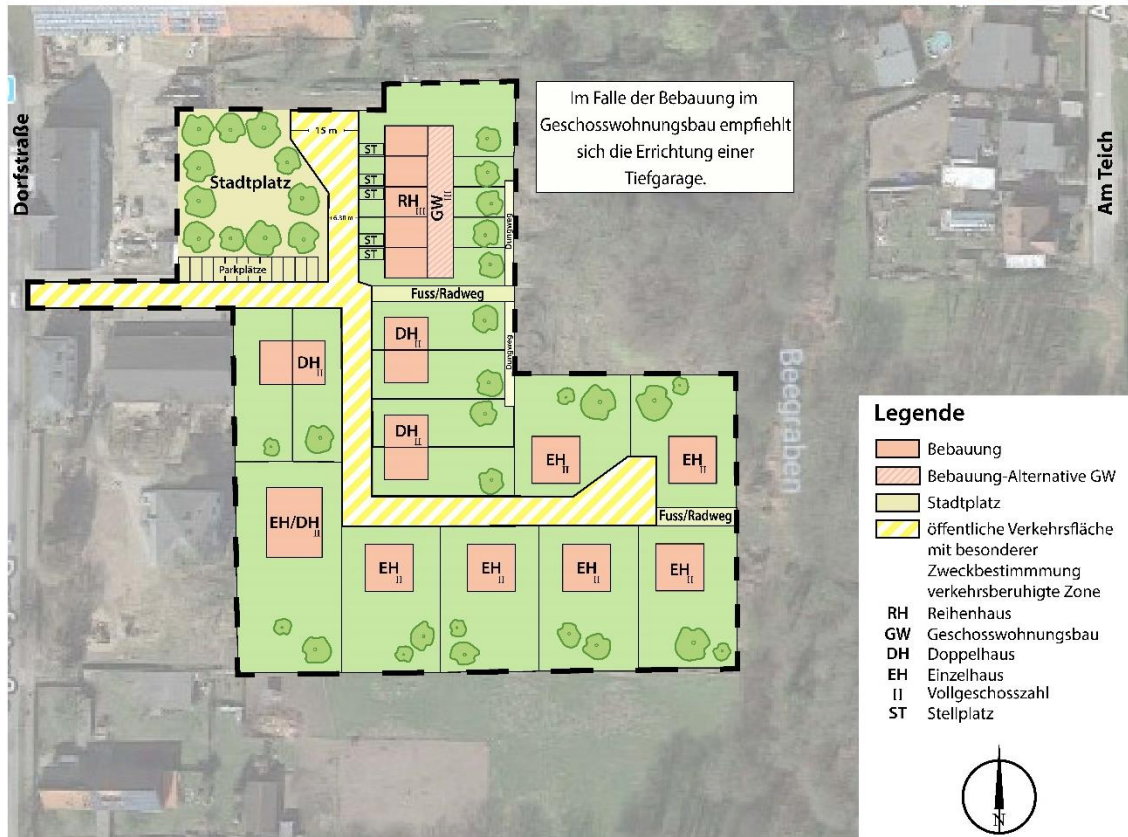 Im Falle der Bebauung im
Geschosswohnungsbau empfiehlt
sich die Errichtung einer
Tiefgarage.
Dorfstraße
Am Teich
15 m
Stadtplatz
ST
ST
ST
ST
ST
RH
III
GW
III
Dungweg
Parkplätze
Fuss/Radweg
DH
II
DH
II
Dungweg
DH
II
EH
II
EH
II
Beegraben
EH/DH
II
Fuss/Radweg
EH
II
EH
II
EH
II
EH
II
Legende
Bebauung
Bebauung-Alternative GW
Stadtplatz
öffentliche Verkehrsfläche
mit besonderer
Zweckbestimmmung
verkehrsberuhigte Zone
RH Reihenhaus
GW Geschosswohnungsbau
DH Doppelhaus
EH Einzelhaus
II Vollgeschosszahl
ST Stellplatz
N